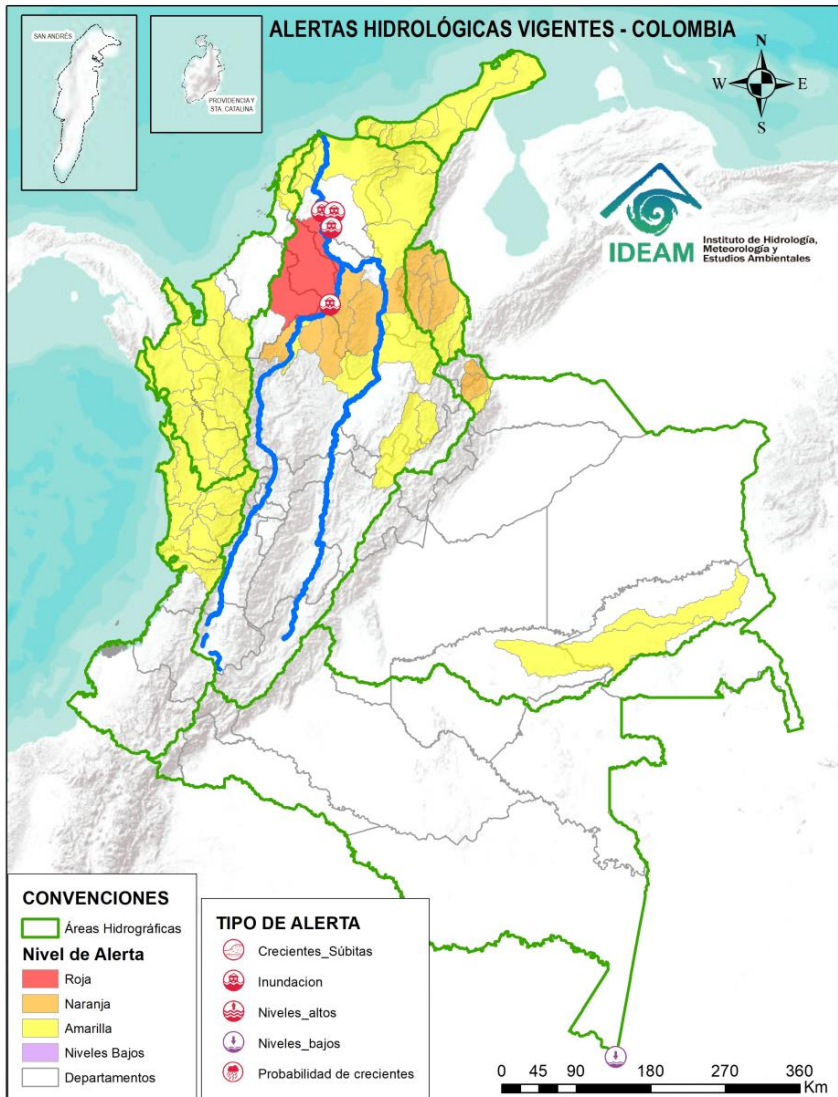 ALERTAS HIDROLÓGICAS VIGENTES - COLOMBIA
SAN ANDRÉS
PROVIDENCIA Y
STA. CATALINA
N
W
E
S
IDEAM
Instituto de Hidrología,
Meteorología y
Estudios Ambientales
CONVENCIONES
Áreas Hidrográficas
Nivel de Alerta
Roja
Naranja
Amarilla
Niveles Bajos
Departamentos
TIPO DE ALERTA
Crecientes_Súbitas
Inundacion
Niveles_altos
Niveles_bajos
Probabilidad de crecientes
0 45 90 180 270 360
Km